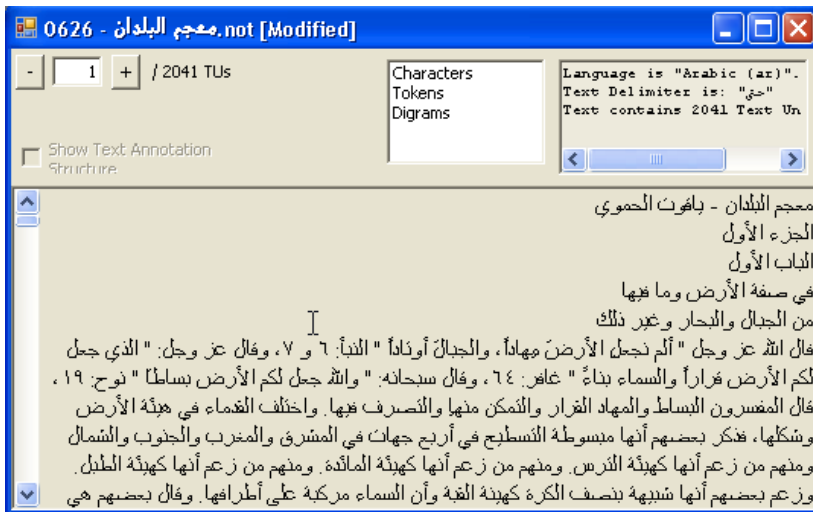 0626 - معجم البلدان.not [Modified]
- 1 + / 2041 TUs
Characters
Tokens
Digrams
Language is "Arabic (ar)".
Text Delimiter is: "حق"
Text contains 2041 Text Un
Show Text Annotation
Structure
معجم البلدان - ياقوت الحموي
الجزء الأول
الباب الأول
في صفة الأرض وما فيها
من الجبال والبحار وغير ذلك
قال الله عز وجل " ألم نجعل الأرضَ مِهاداً، والجبالَ أوتاداً " النبأ: ٦ و ٧، وقال عز وجل: " الذي جعل
لكم الأرض قراراً والسماء بناءً " غافر: ٦٤، وقال سبحانه: " والله جعل لكم الأرض بساطاً " نوح: ١٩،
قال المفسرون البساط والمهاد القرار والتمكن منها والتصرف فيها. واختلف القدماء في هيئة الأرض
وشكلها، فذكر بعضهم أنها مبسوطة التسطيح في أربع جهات في المشرق والمغرب والجنوب والشمال
ومنهم من زعم أنها كهيئة الترس. ومنهم من زعم أنها كهيئة المائدة. ومنهم من زعم أنها كهيئة الطبل.
وزعم بعضهم أنها شبيهة بنصف الكرة كهيئة القبة وأن السماء مركبة على أطرافها. وقال بعضهم هي